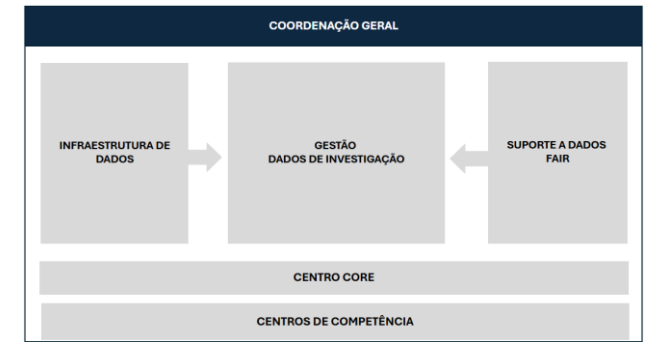 COORDENAÇÃO GERAL
INFRAESTRUTURA DE
DADOS
GESTÃO
DADOS DE INVESTIGAÇÃO
SUPORTE A DADOS
FAIR
CENTRO CORE
CENTROS DE COMPETÊNCIA